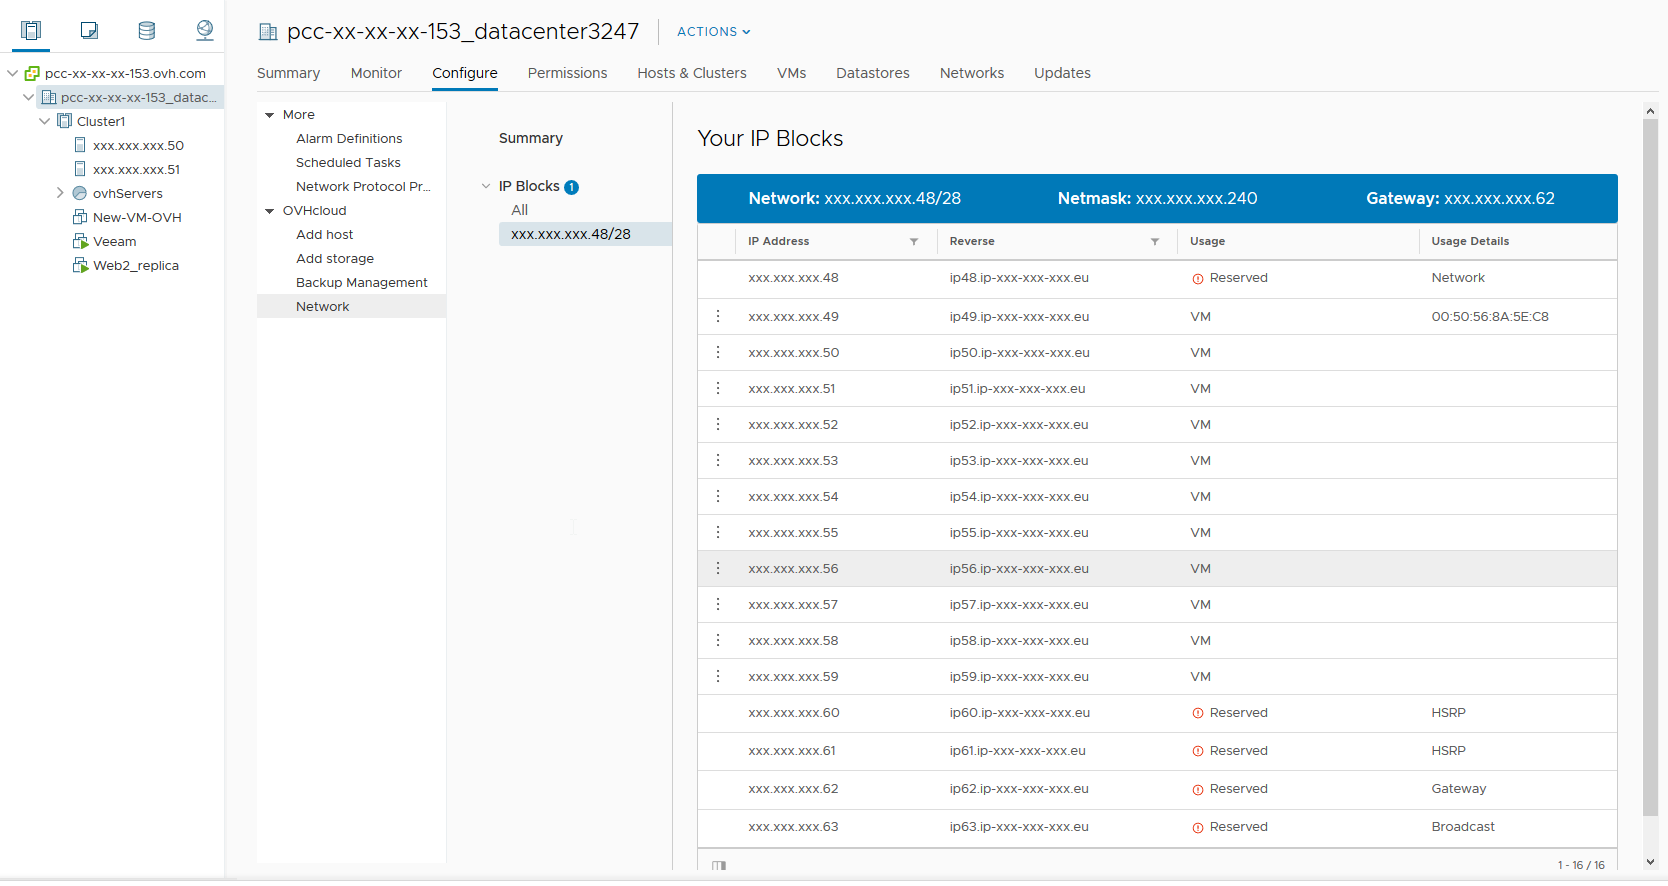 pcc-xx-xx-xx-153.ovh.com
pcc-xx-xx-xx-153_datac...
Cluster1
xxx.xxx.xxx.50
xxx.xxx.xxx.51
ovhServers
New-VM-OVH
Veeam
Web2_replica
pcc-xx-xx-xx-153_datacenter3247 ACTIONS
Summary Monitor Configure Permissions Hosts & Clusters VMs Datastores Networks Updates
More
Alarm Definitions
Scheduled Tasks
Network Protocol Pr...
OVHcloud
Add host
Add storage
Backup Management
Network
Summary
IP Blocks 1
All
xxx.xxx.xxx.48/28
Your IP Blocks
Network: xxx.xxx.xxx.48/28 Netmask: xxx.xxx.xxx.240 Gateway: xxx.xxx.xxx.62
IP Address Reverse Usage Usage Details
xxx.xxx.xxx.48 ip48.ip-xxx-xxx-xxx.eu Reserved Network
xxx.xxx.xxx.49 ip49.ip-xxx-xxx-xxx.eu VM 00:50:56:8A:5E:C8
xxx.xxx.xxx.50 ip50.ip-xxx-xxx-xxx.eu VM
xxx.xxx.xxx.51 ip51.ip-xxx-xxx-xxx.eu VM
xxx.xxx.xxx.52 ip52.ip-xxx-xxx-xxx.eu VM
xxx.xxx.xxx.53 ip53.ip-xxx-xxx-xxx.eu VM
xxx.xxx.xxx.54 ip54.ip-xxx-xxx-xxx.eu VM
xxx.xxx.xxx.55 ip55.ip-xxx-xxx-xxx.eu VM
xxx.xxx.xxx.56 ip56.ip-xxx-xxx-xxx.eu VM
xxx.xxx.xxx.57 ip57.ip-xxx-xxx-xxx.eu VM
xxx.xxx.xxx.58 ip58.ip-xxx-xxx-xxx.eu VM
xxx.xxx.xxx.59 ip59.ip-xxx-xxx-xxx.eu VM
xxx.xxx.xxx.60 ip60.ip-xxx-xxx-xxx.eu Reserved HSRP
xxx.xxx.xxx.61 ip61.ip-xxx-xxx-xxx.eu Reserved HSRP
xxx.xxx.xxx.62 ip62.ip-xxx-xxx-xxx.eu Reserved Gateway
xxx.xxx.xxx.63 ip63.ip-xxx-xxx-xxx.eu Reserved Broadcast
1 - 16 / 16